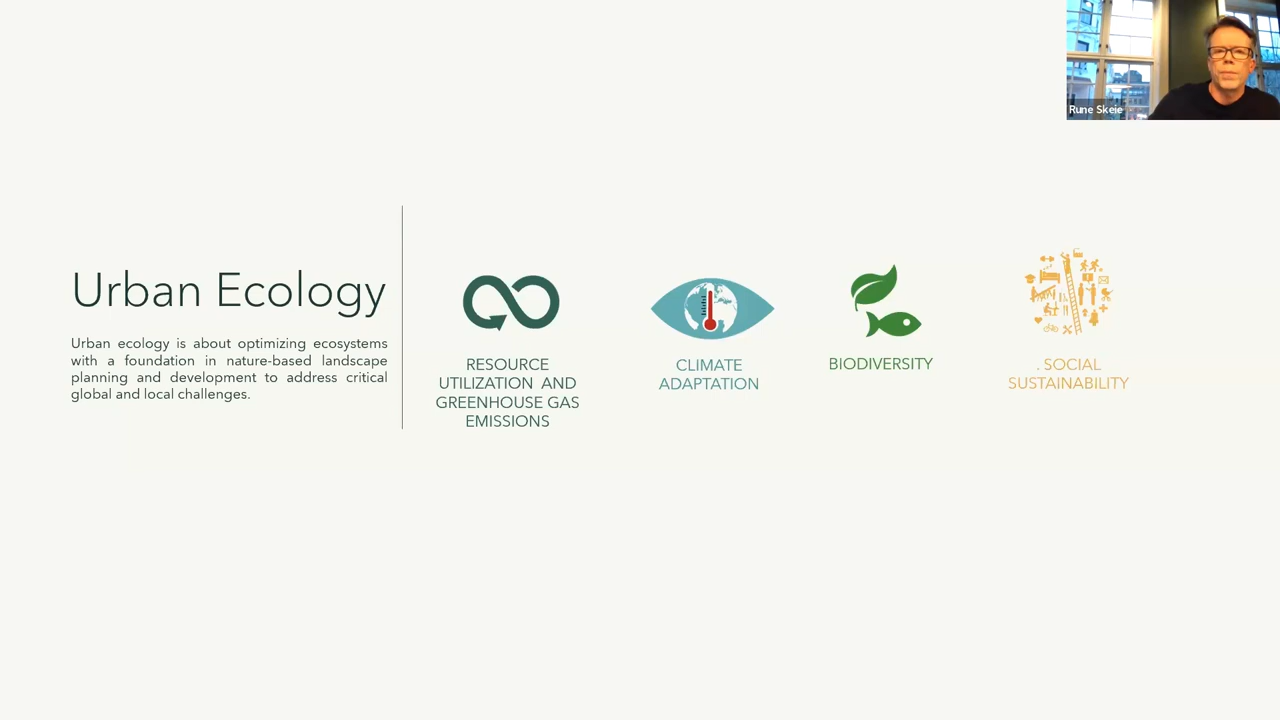 Rune Skeie
Urban Ecology
Urban ecology is about optimizing ecosystems
with a foundation in nature-based landscape
planning and development to address critical
global and local challenges.
RESOURCE
UTILIZATION AND
GREENHOUSE GAS
EMISSIONS
CLIMATE
ADAPTATION
BIODIVERSITY
. SOCIAL
SUSTAINABILITY